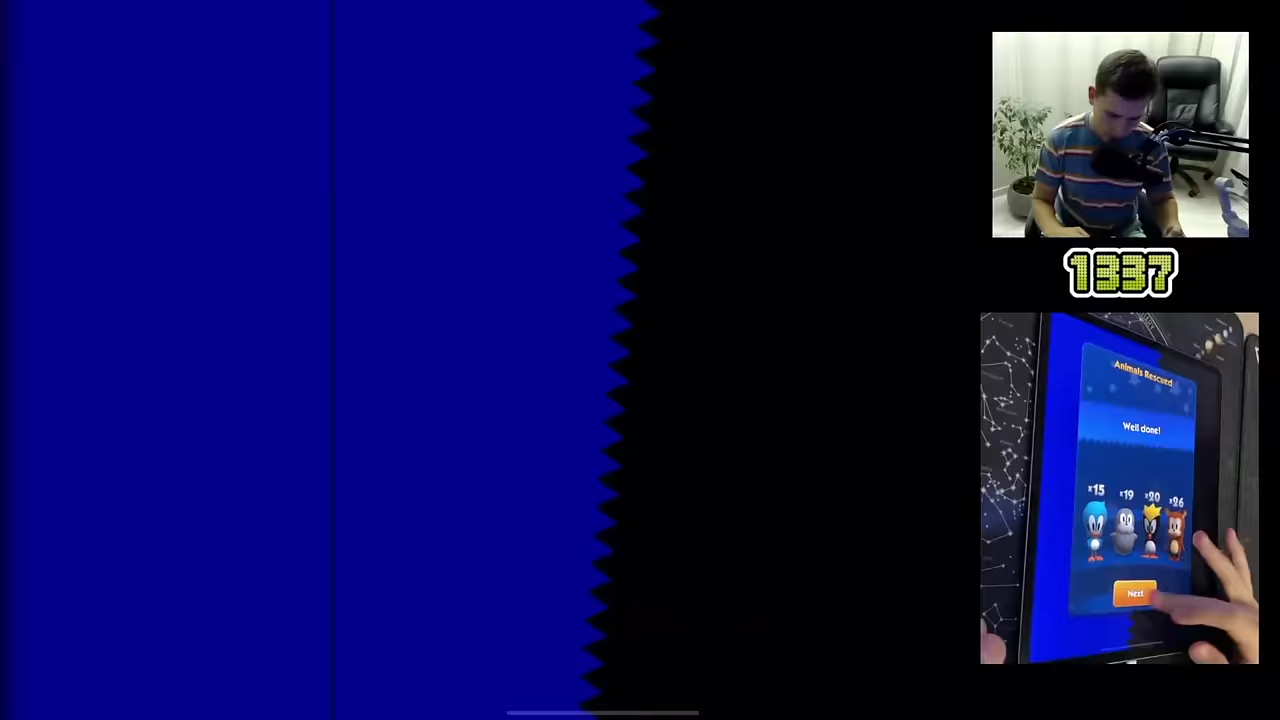 1337
Animals Rescued
Well done!
x15 x19 x20 x26
Next